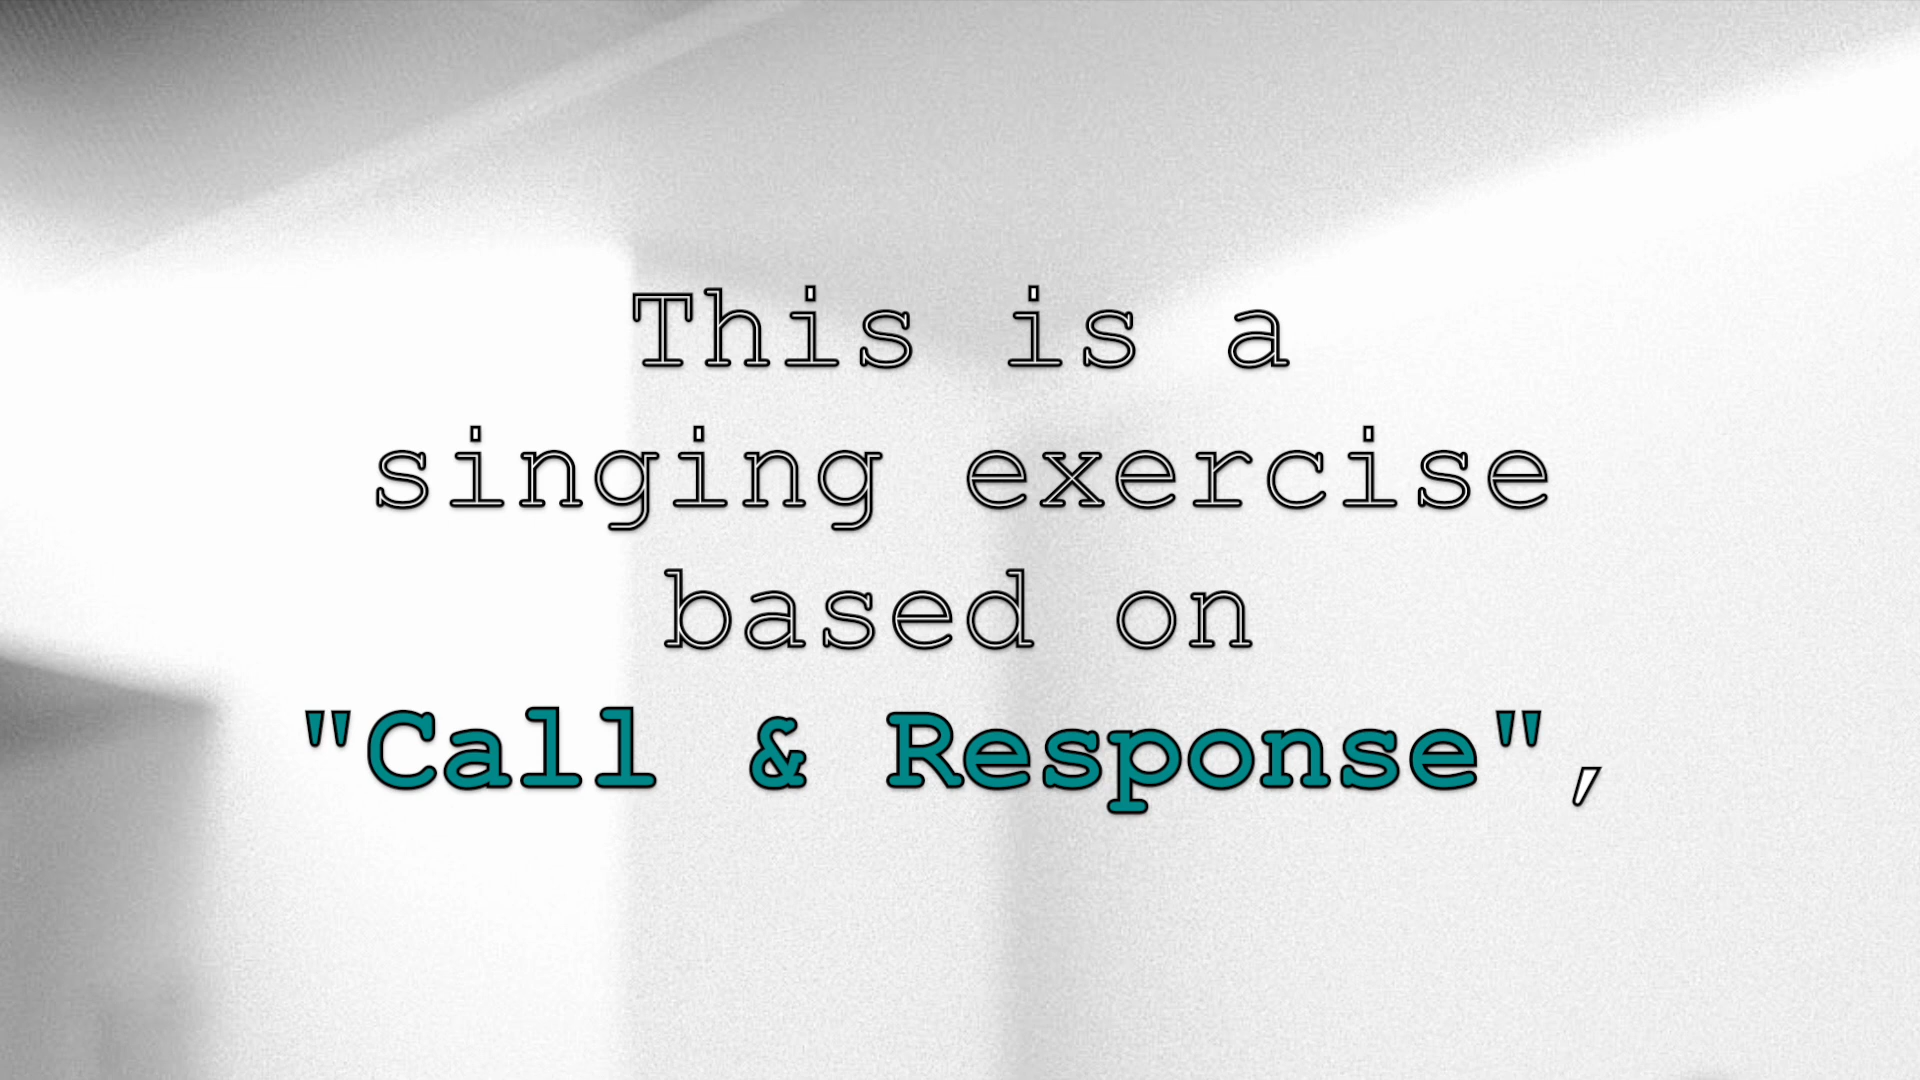 This is a
singing exercise
based on
"Call & Response",